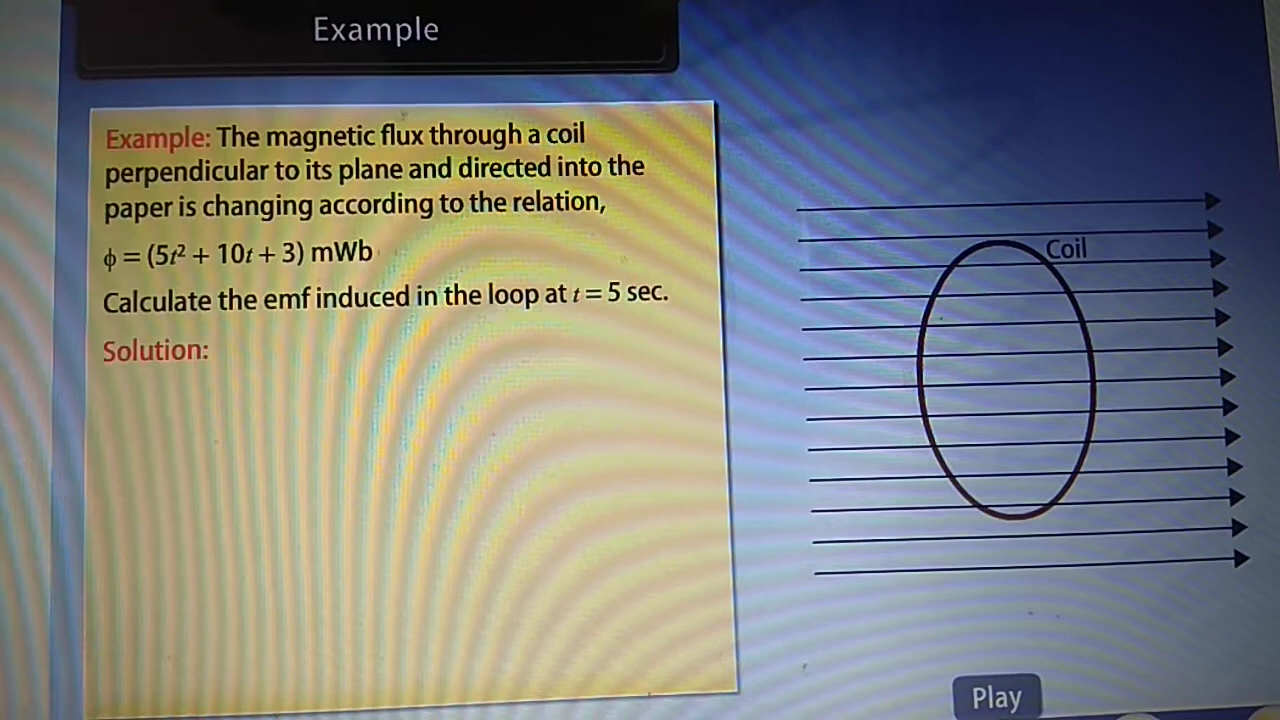 Example
Example: The magnetic flux through a coil
perpendicular to its plane and directed into the
paper is changing according to the relation,
ϕ = (5t² + 10t + 3) mWb
Calculate the emf induced in the loop at t = 5 sec.
Solution:
Coil
Play